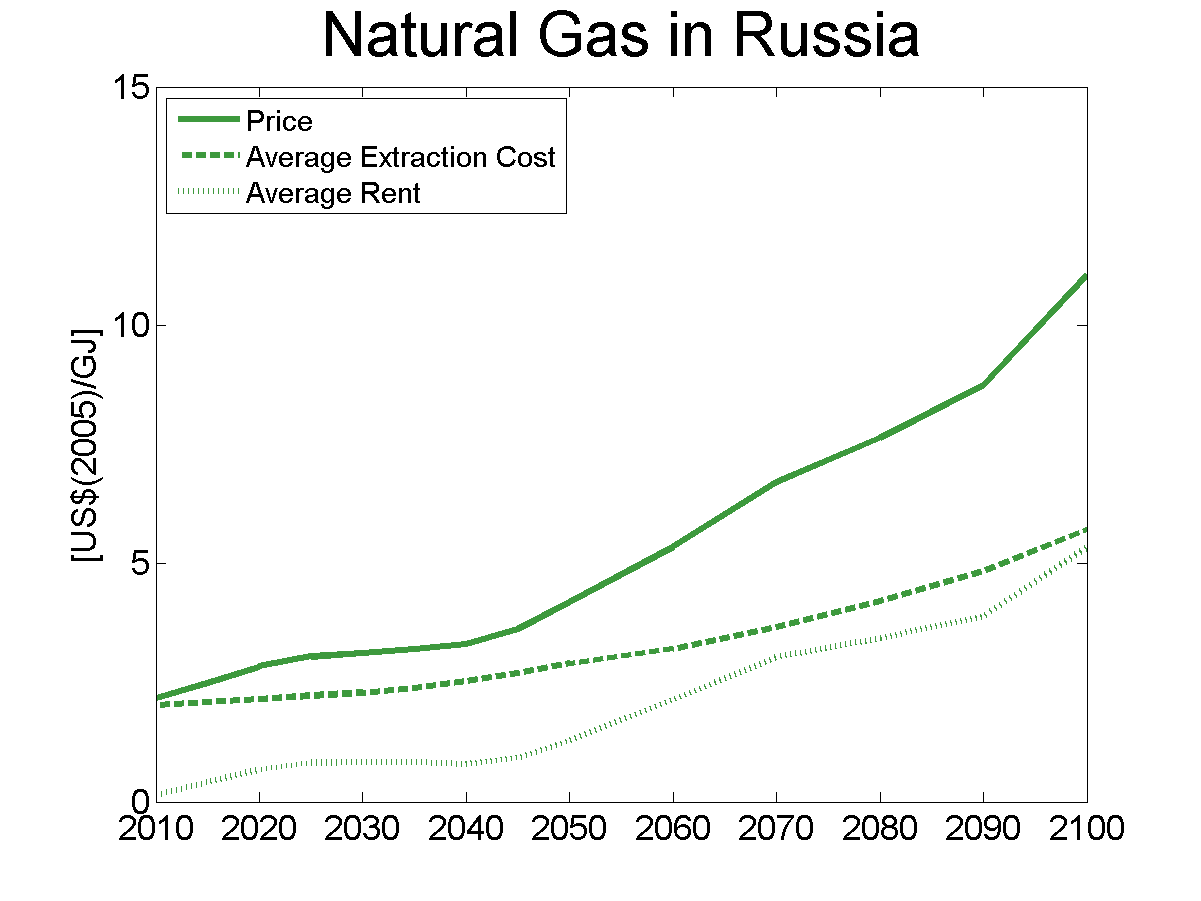 Natural Gas in Russia
15
Price
Average Extraction Cost
Average Rent
10
[US$(2005)/GJ]
5
0
2010 2020 2030 2040 2050 2060 2070 2080 2090 2100